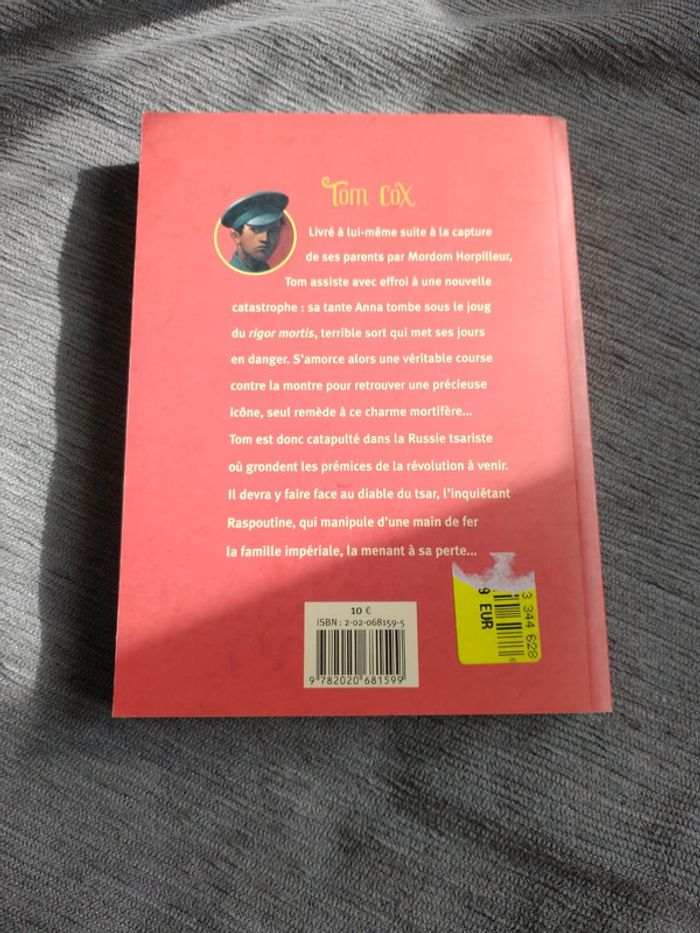 Tom Cox
Livré à lui-même suite à la capture
de ses parents par Mordom Horpilleur,
Tom assiste avec effroi à une nouvelle
catastrophe : sa tante Anna tombe sous le joug
du rigor mortis, terrible sort qui met ses jours
en danger. S'amorce alors une véritable course
contre la montre pour retrouver une précieuse
icône, seul remède à ce charme mortifère...
Tom est donc catapulté dans la Russie tsariste
où grondent les prémices de la révolution à venir.
Il devra y faire face au diable du tsar, l'inquiétant
Raspoutine, qui manipule d'une main de fer
la famille impériale, la menant à sa perte...
10 €
ISBN : 2-02-068159-5
9 782020 681599
9 EUR
3 344 628